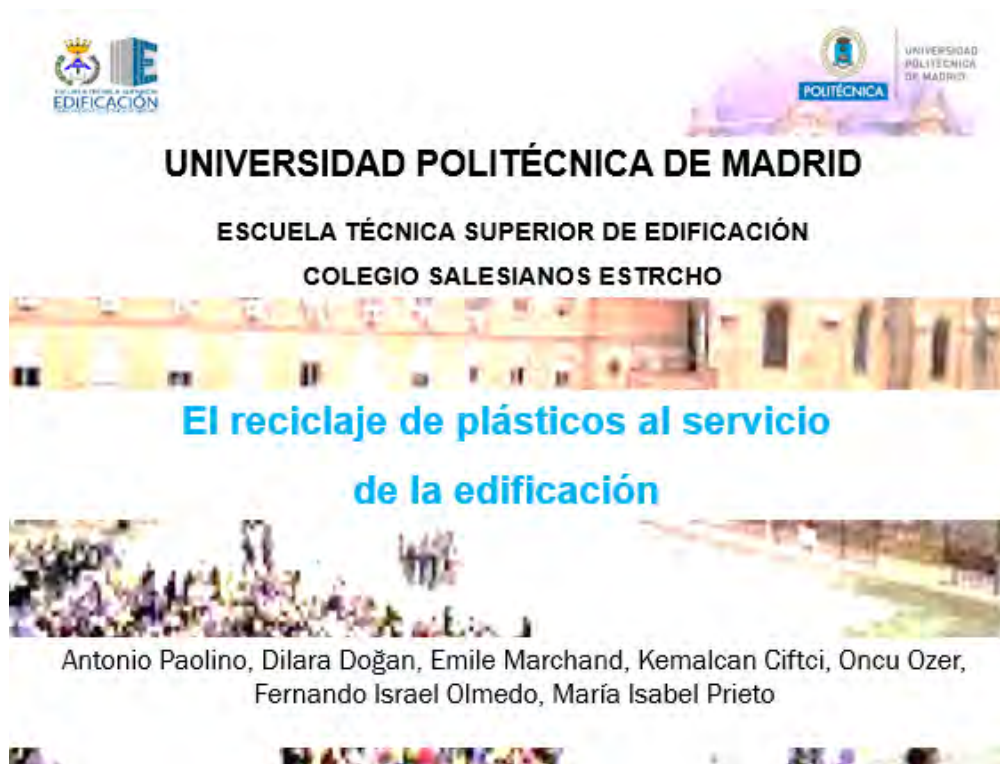 EDIFICACIÓN
POLITÉCNICA
UNIVERSIDAD
POLITÉCNICA
DE MADRID
UNIVERSIDAD POLITÉCNICA DE MADRID
ESCUELA TÉCNICA SUPERIOR DE EDIFICACIÓN
COLEGIO SALESIANOS ESTRCHO
El reciclaje de plásticos al servicio
de la edificación
Antonio Paolino, Dilara Doğan, Emile Marchand, Kemalcan Ciftci, Oncu Ozer,
Fernando Israel Olmedo, María Isabel Prieto